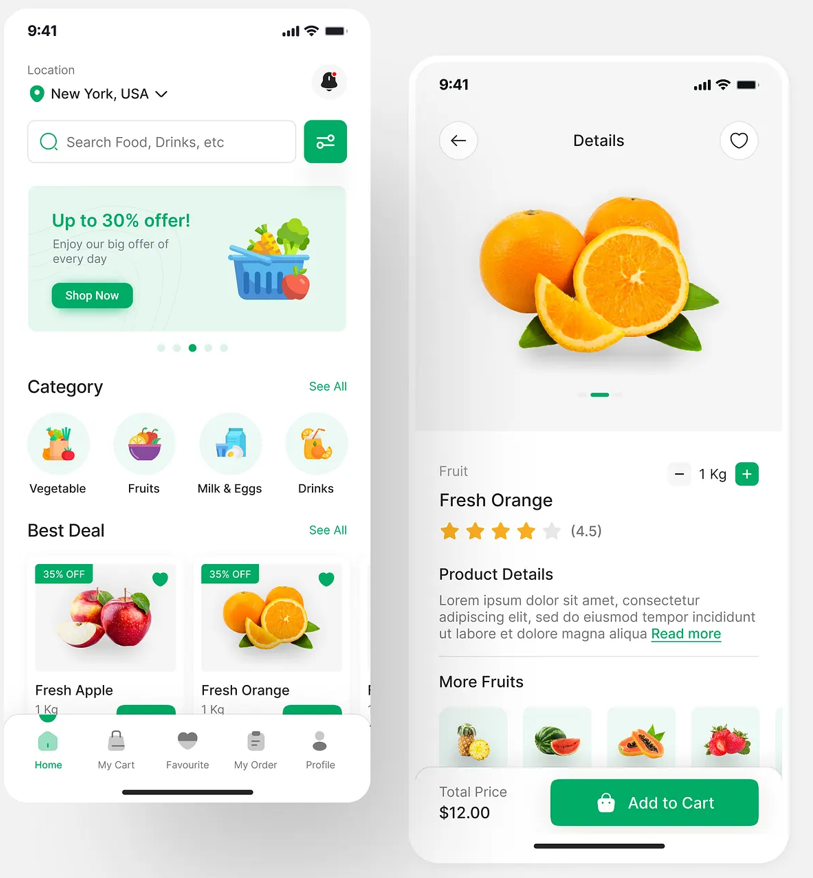 9:41
Location
New York, USA
Search Food, Drinks, etc
Up to 30% offer!
Enjoy our big offer of
every day
Shop Now
Category
See All
Vegetable
Fruits
Milk & Eggs
Drinks
Best Deal
See All
35% OFF
35% OFF
Fresh Apple
Fresh Orange
1 Kg
1 Kg
Home
My Cart
Favourite
My Order
Profile
9:41
Details
Fruit
1 Kg
Fresh Orange
(4.5)
Product Details
Lorem ipsum dolor sit amet, consectetur
adipiscing elit, sed do eiusmod tempor incididunt
ut labore et dolore magna aliqua Read more
More Fruits
Total Price
$12.00
Add to Cart